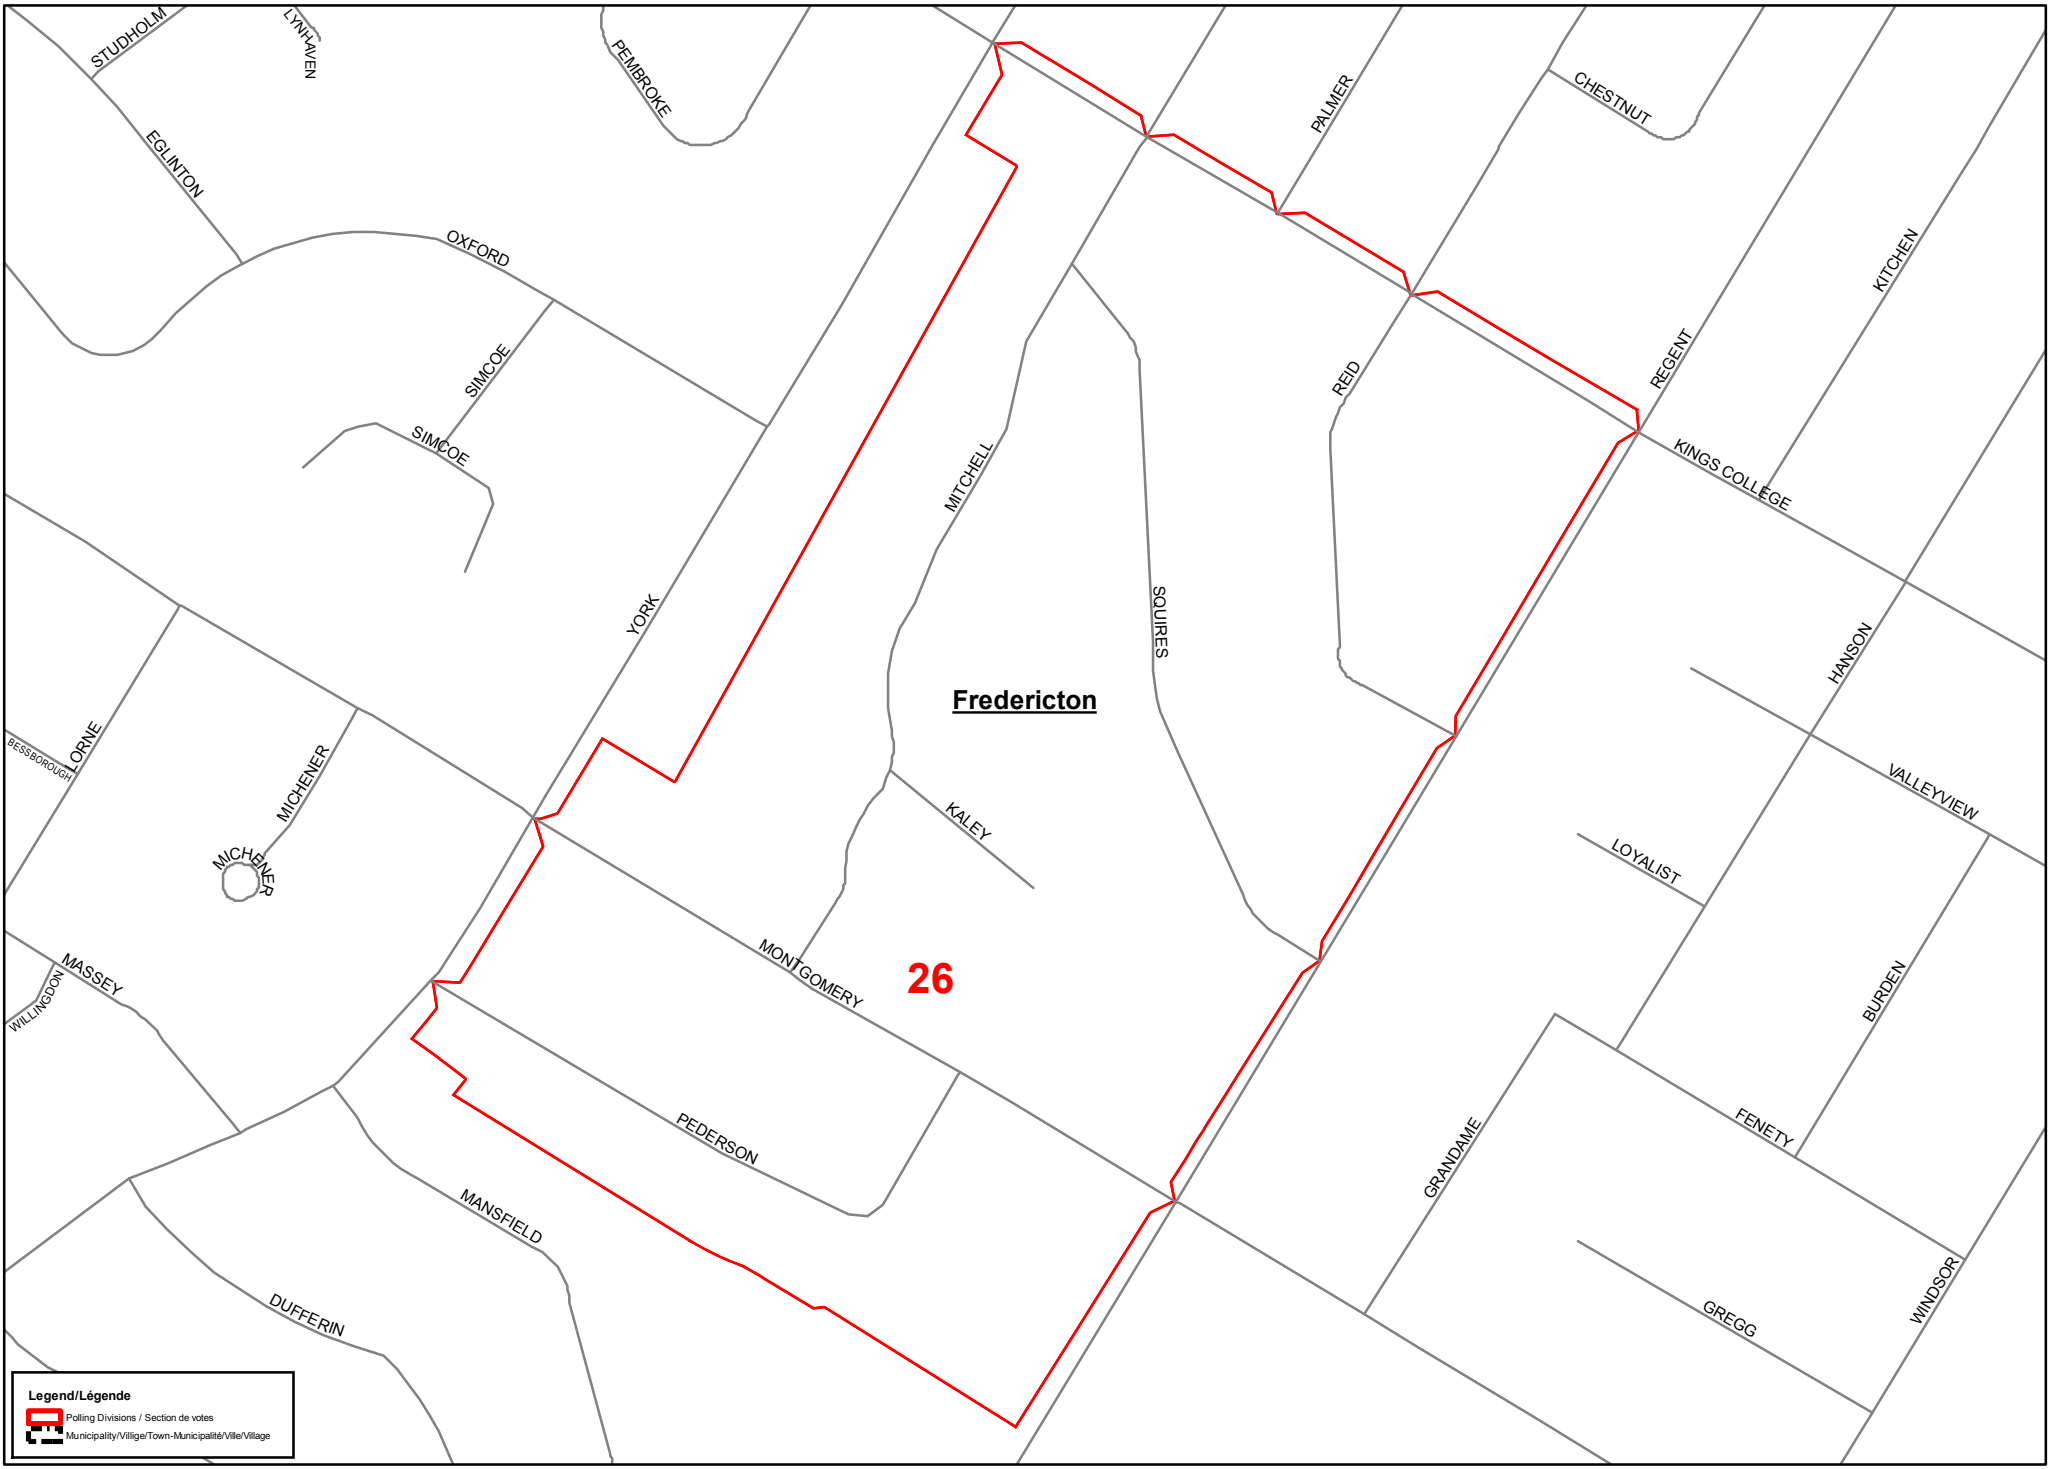 STUDHOLM
LYNHAVEN
PEMBROKE
PALMER
CHESTNUT
EGLINTON
OXFORD
KITCHEN
SIMCOE
REID
REGENT
SIMCOE
MITCHELL
KINGS COLLEGE
YORK
SQUIRES
HANSON
Fredericton
LORNE
BESSBOROUGH
MICHENER
VALLEYVIEW
KALEY
LOYALIST
MICHENER
MASSEY
WILLINGDON
MONTGOMERY
26
BURDEN
PEDERSON
FENETY
GRANDAME
MANSFIELD
DUFFERIN
WINDSOR
GREGG
Legend/Légende
Polling Divisions / Section de votes
Municipality/Villige/Town-Municipalité/Ville/Village